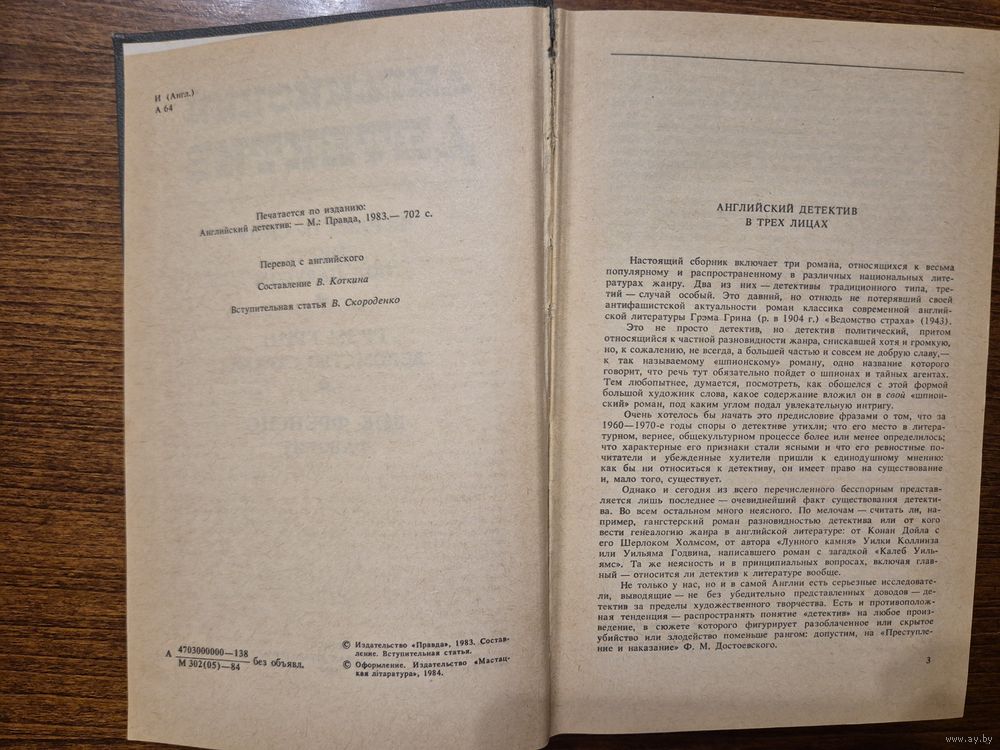 И (Англ.)
А 64
Печатается по изданию:
Английский детектив: — М.: Правда, 1983.— 702 с.
Перевод с английского
Составление В. Коткина
Вступительная статья В. Скороденко
А 4703000000—138
М 302(05)—84
без объявл.
© Издательство «Правда», 1983. Состав-
ление. Вступительная статья.
© Оформление. Издательство «Мастац-
кая літаратура», 1984.
АНГЛИЙСКИЙ ДЕТЕКТИВ
В ТРЕХ ЛИЦАХ
Настоящий сборник включает три романа, относящихся к весьма
популярному и распространенному в различных национальных лите-
ратурах жанру. Два из них — детективы традиционного типа, тре-
тий — случай особый. Это давний, но отнюдь не потерявший своей
антифашистской актуальности роман классика современной англий-
ской литературы Грэма Грина (р. в 1904 г.) «Ведомство страха» (1943).
Это не просто детектив, но детектив политический, притом
относящийся к частной разновидности жанра, снискавшей хотя и громкую,
но, к сожалению, не всегда, а большей частью и совсем не добрую славу,—
к так называемому «шпионскому» роману, одно название которого
говорит, что речь тут обязательно пойдет о шпионах и тайных агентах.
Тем любопытнее, думается, посмотреть, как обошелся с этой формой
большой художник слова, какое содержание вложил он в свой «шпион-
ский» роман, под каким углом подал увлекательную интригу.
Очень хотелось бы начать это предисловие фразами о том, что за
1960—1970-е годы споры о детективе утихли; что его место в литера-
турном, вернее, общекультурном процессе более или менее определилось;
что характерные его признаки стали ясными и что его ревностные по-
читатели и убежденные хулители пришли к единодушному мнению:
как бы ни относиться к детективу, он имеет право на существование
и, мало того, существует.
Однако и сегодня из всего перечисленного бесспорным представ-
ляется лишь последнее — очевиднейший факт существования детекти-
ва. Во всем остальном много неясного. По мелочам — считать ли, на-
пример, гангстерский роман разновидностью детектива или от кого
вести генеалогию жанра в английской литературе: от Конан Дойла с
его Шерлоком Холмсом, от автора «Лунного камня» Уилки Коллинза
или Уильяма Годвина, написавшего роман с загадкой «Калеб Уиль-
ямс». Та же неясность и в принципиальных вопросах, включая глав-
ный — относится ли детектив к литературе вообще.
Не только у нас, но и в самой Англии есть серьезные исследовате-
ли, выводящие — не без убедительно представленных доводов — де-
тектив за пределы художественного творчества. Есть и противополож-
ная тенденция — распространять понятие «детектив» на любое произ-
ведение, в сюжете которого фигурирует разоблаченное или скрытое
убийство или злодейство поменьше рангом: допустим, на «Преступле-
ние и наказание» Ф. М. Достоевского.
3
www.ay.by